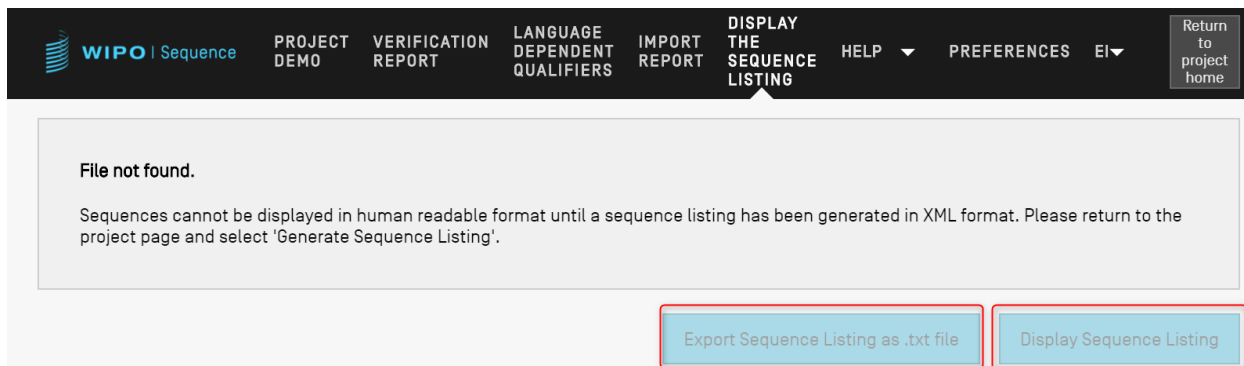 WIPO | Sequence
PROJECT
DEMO
VERIFICATION
REPORT
LANGUAGE
DEPENDENT
QUALIFIERS
IMPORT
REPORT
DISPLAY
THE
SEQUENCE
LISTING
HELP
PREFERENCES
EI
Return
to
project
home
File not found.
Sequences cannot be displayed in human readable format until a sequence listing has been generated in XML format. Please return to the
project page and select 'Generate Sequence Listing'.
Export Sequence Listing as .txt file
Display Sequence Listing